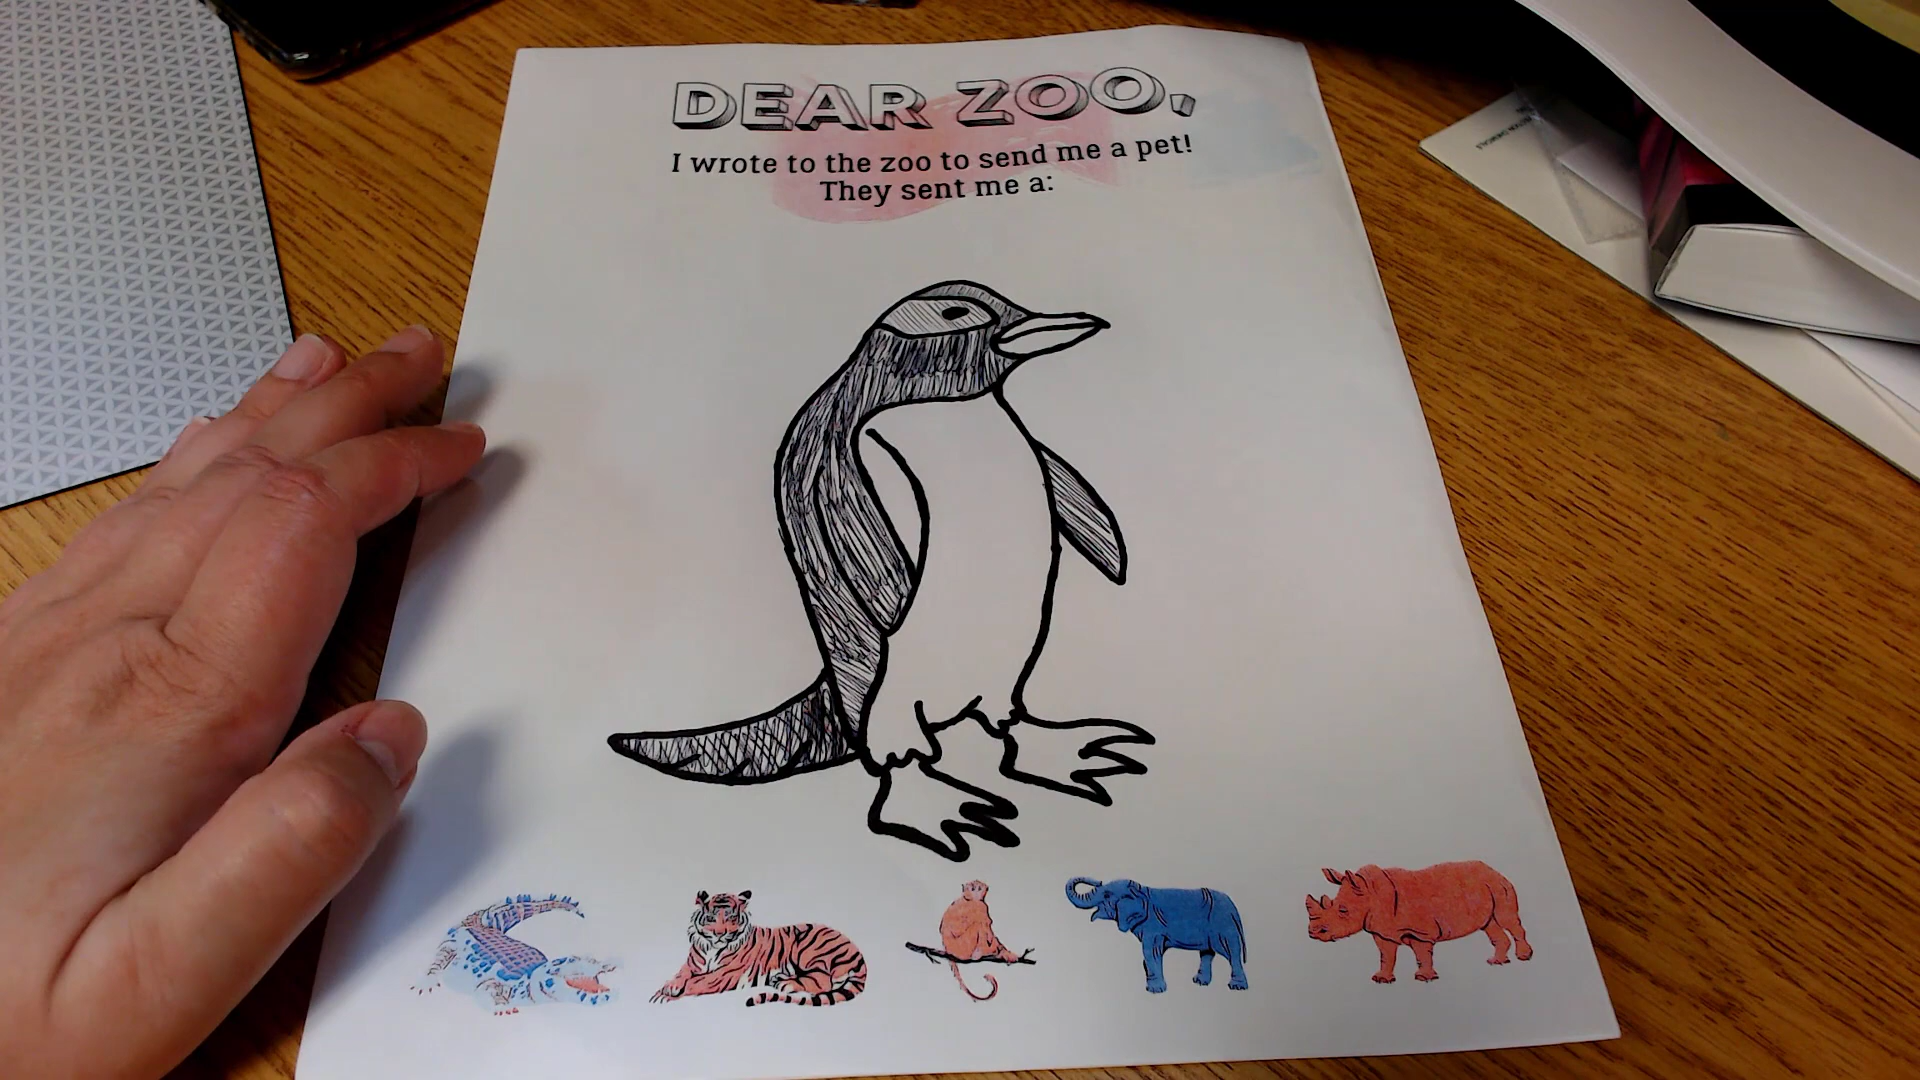 DEAR ZOO,
I wrote to the zoo to send me a pet!
They sent me a: